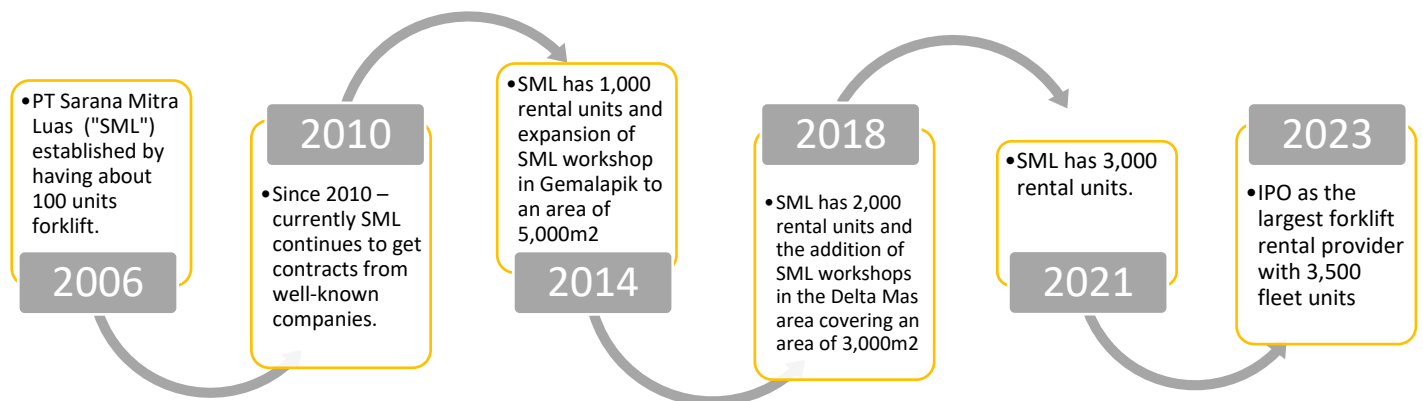 •PT Sarana Mitra
Luas ("SML")
established by
having about
100 units
forklift.
2006
2010
•Since 2010 –
currently SML
continues to get
contracts from
well-known
companies.
•SML has 1,000
rental units and
expansion of
SML workshop
in Gemalapik to
an area of
5,000m2
2014
2018
•SML has 2,000
rental units and
the addition of
SML workshops
in the Delta Mas
area covering an
area of 3,000m2
•SML has 3,000
rental units.
2021
2023
•IPO as the
largest forklift
rental provider
with 3,500
fleet units